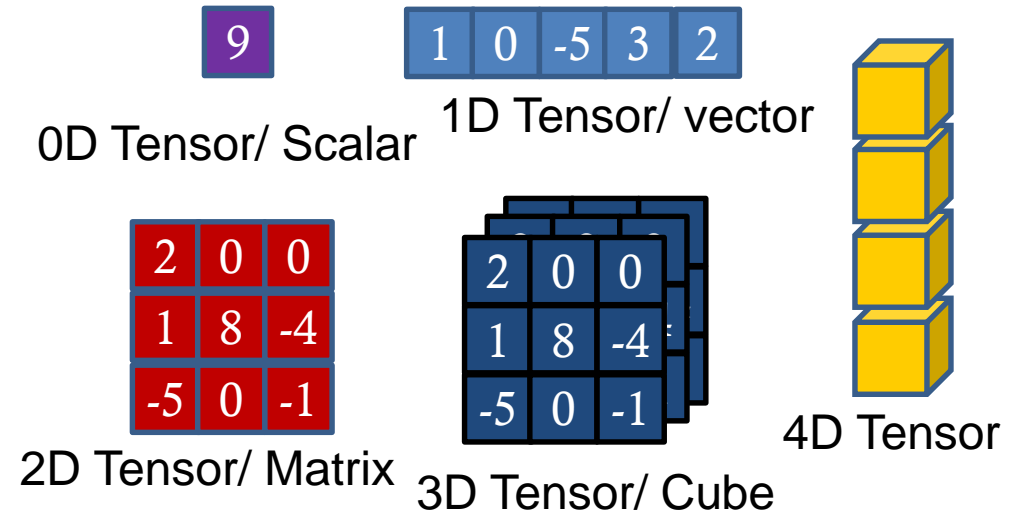 9
1 0 -5 3 2
0D Tensor/ Scalar
1D Tensor/ vector
2 0 0
1 8 -4
-5 0 -1
2D Tensor/ Matrix
2 0 0
1 8 -4
-5 0 -1
3D Tensor/ Cube
4D Tensor